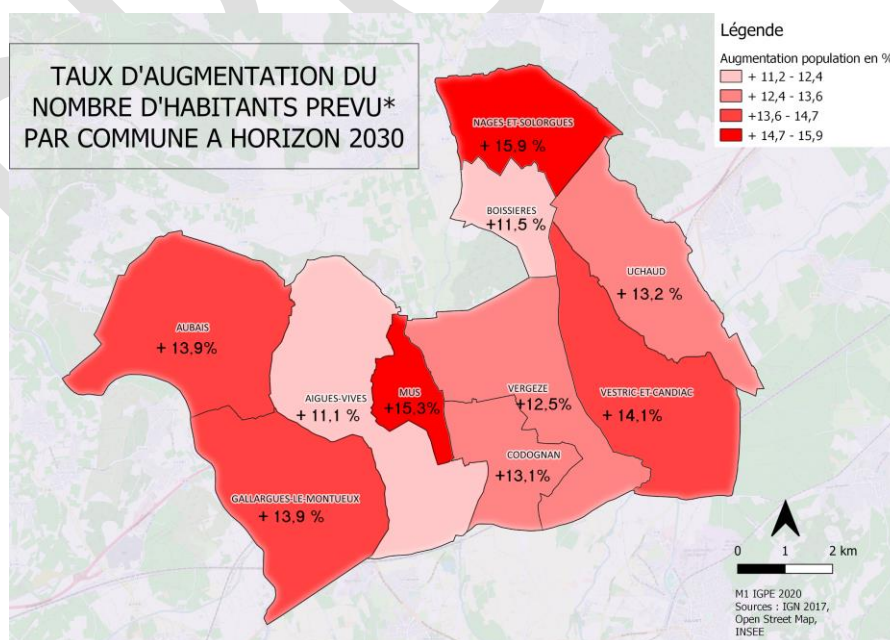 TAUX D'AUGMENTATION DU
NOMBRE D'HABITANTS PREVU*
PAR COMMUNE A HORIZON 2030
Légende
Augmentation population en %
+ 11,2 - 12,4
+ 12,4 - 13,6
+13,6 - 14,7
+ 14,7 - 15,9
NAGES-ET-SOLORGUES
+ 15,9 %
BOISSIERES
+11,5 %
UCHAUD
+ 13,2 %
AUBAIS
+ 13,9%
AIGUES-VIVES
+ 11,1 %
MUS
+15,3%
VERGEZE
+12,5%
VESTRIC-ET-CANDIAC
+ 14,1%
CODOGNAN
+13,1%
GALLARGUES-LE-MONTUEUX
+ 13,9 %
0 1 2 km
M1 IGPE 2020
Sources : IGN 2017,
Open Street Map,
INSEE